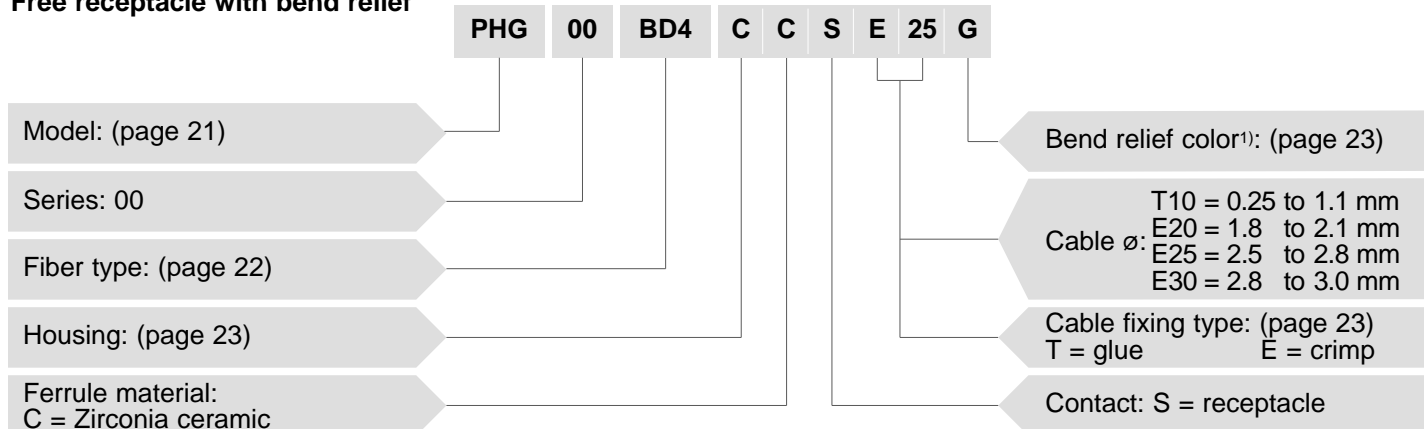 Free receptacle with bend relief
PHG 00 BD4 C C S E 25 G
Model: (page 21)
Series: 00
Fiber type: (page 22)
Housing: (page 23)
Ferrule material:
C = Zirconia ceramic
Bend relief color1): (page 23)
Cable ø:
T10 = 0.25 to 1.1 mm
E20 = 1.8 to 2.1 mm
E25 = 2.5 to 2.8 mm
E30 = 2.8 to 3.0 mm
Cable fixing type: (page 23)
T = glue E = crimp
Contact: S = receptacle